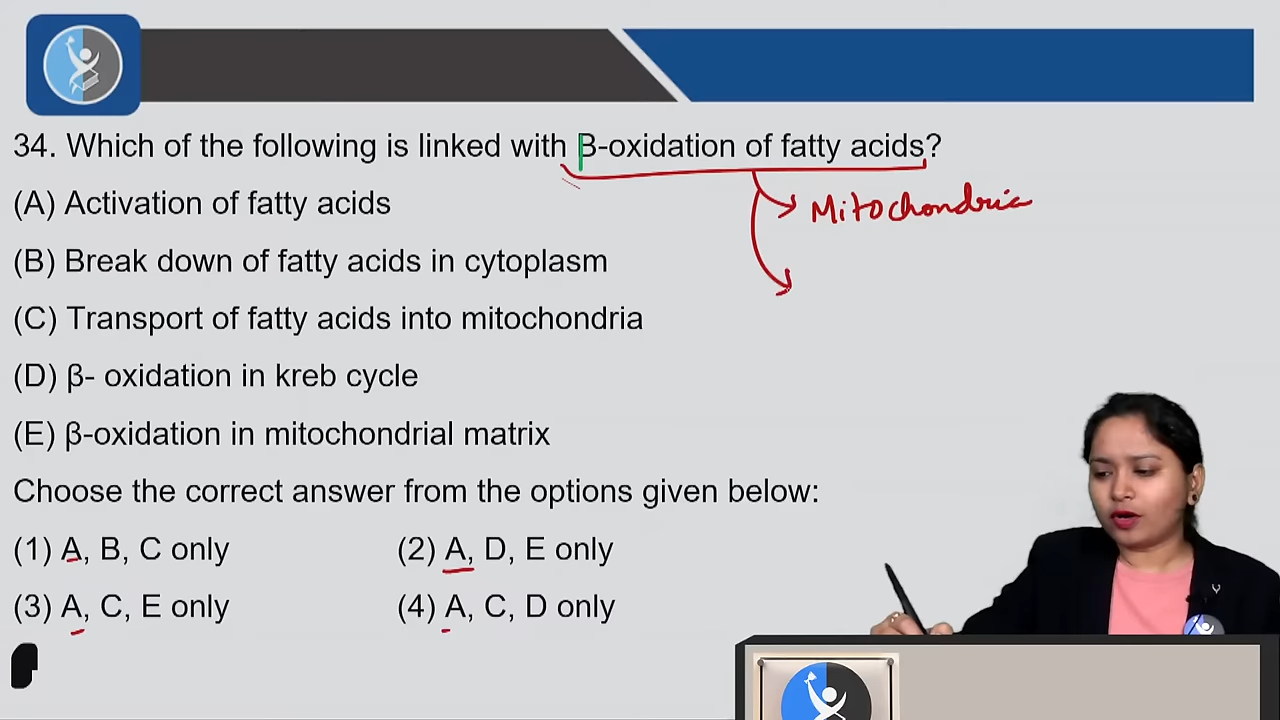 34. Which of the following is linked with B-oxidation of fatty acids?
(A) Activation of fatty acids
Mitochondria
(B) Break down of fatty acids in cytoplasm
(C) Transport of fatty acids into mitochondria
(D) β- oxidation in kreb cycle
(E) β-oxidation in mitochondrial matrix
Choose the correct answer from the options given below:
(1) A, B, C only
(2) A, D, E only
(3) A, C, E only
(4) A, C, D only